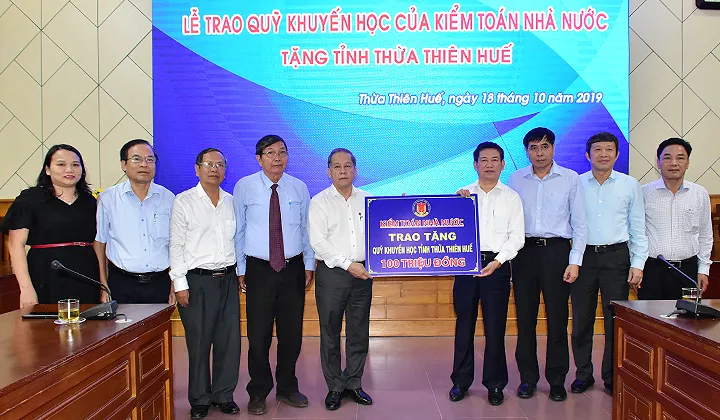 LỄ TRAO QUỸ KHUYẾN HỌC CỦA KIỂM TOÁN NHÀ NƯỚC
TẶNG TỈNH THỪA THIÊN HUẾ
Thừa Thiên Huế, ngày 18 tháng 10 năm 2019
KIỂM TOÁN NHÀ NƯỚC
TRAO TẶNG
QUỸ KHUYẾN HỌC TỈNH THỪA THIÊN HUẾ
100 TRIỆU ĐỒNG